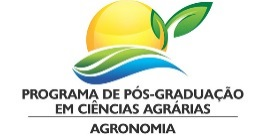 PROGRAMA DE PÓS-GRADUAÇÃO
EM CIÊNCIAS AGRÁRIAS
AGRONOMIA